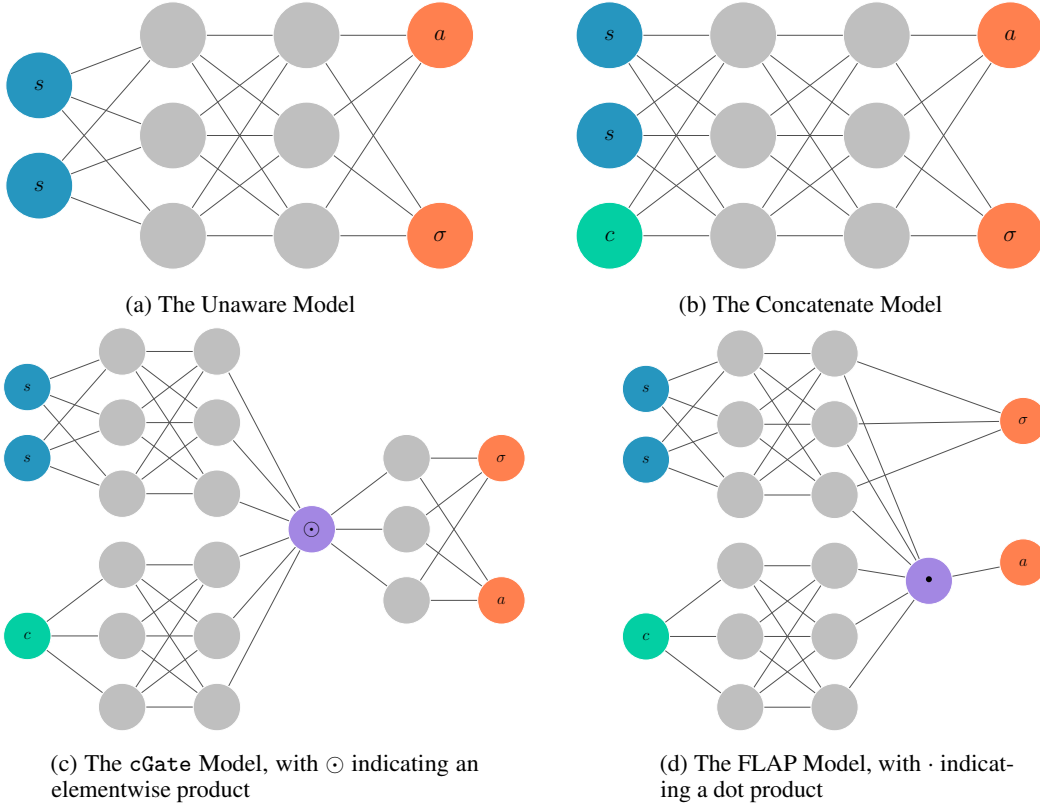 s
s
a
σ
s
s
c
a
σ
(a) The Unaware Model
(b) The Concatenate Model
s
s
c
⊙
σ
a
s
s
c
•
σ
a
(c) The cGate Model, with ⊙ indicating an
elementwise product
(d) The FLAP Model, with · indicat-
ing a dot product